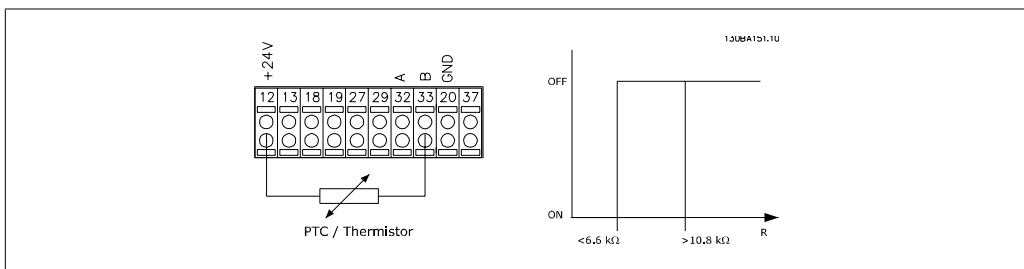 130BA151.10
+24V
A
B
GND
12 13 18 19 27 29 32 33 20 37
PTC / Thermistor
OFF
ON
<6.6 kΩ
>10.8 kΩ
R